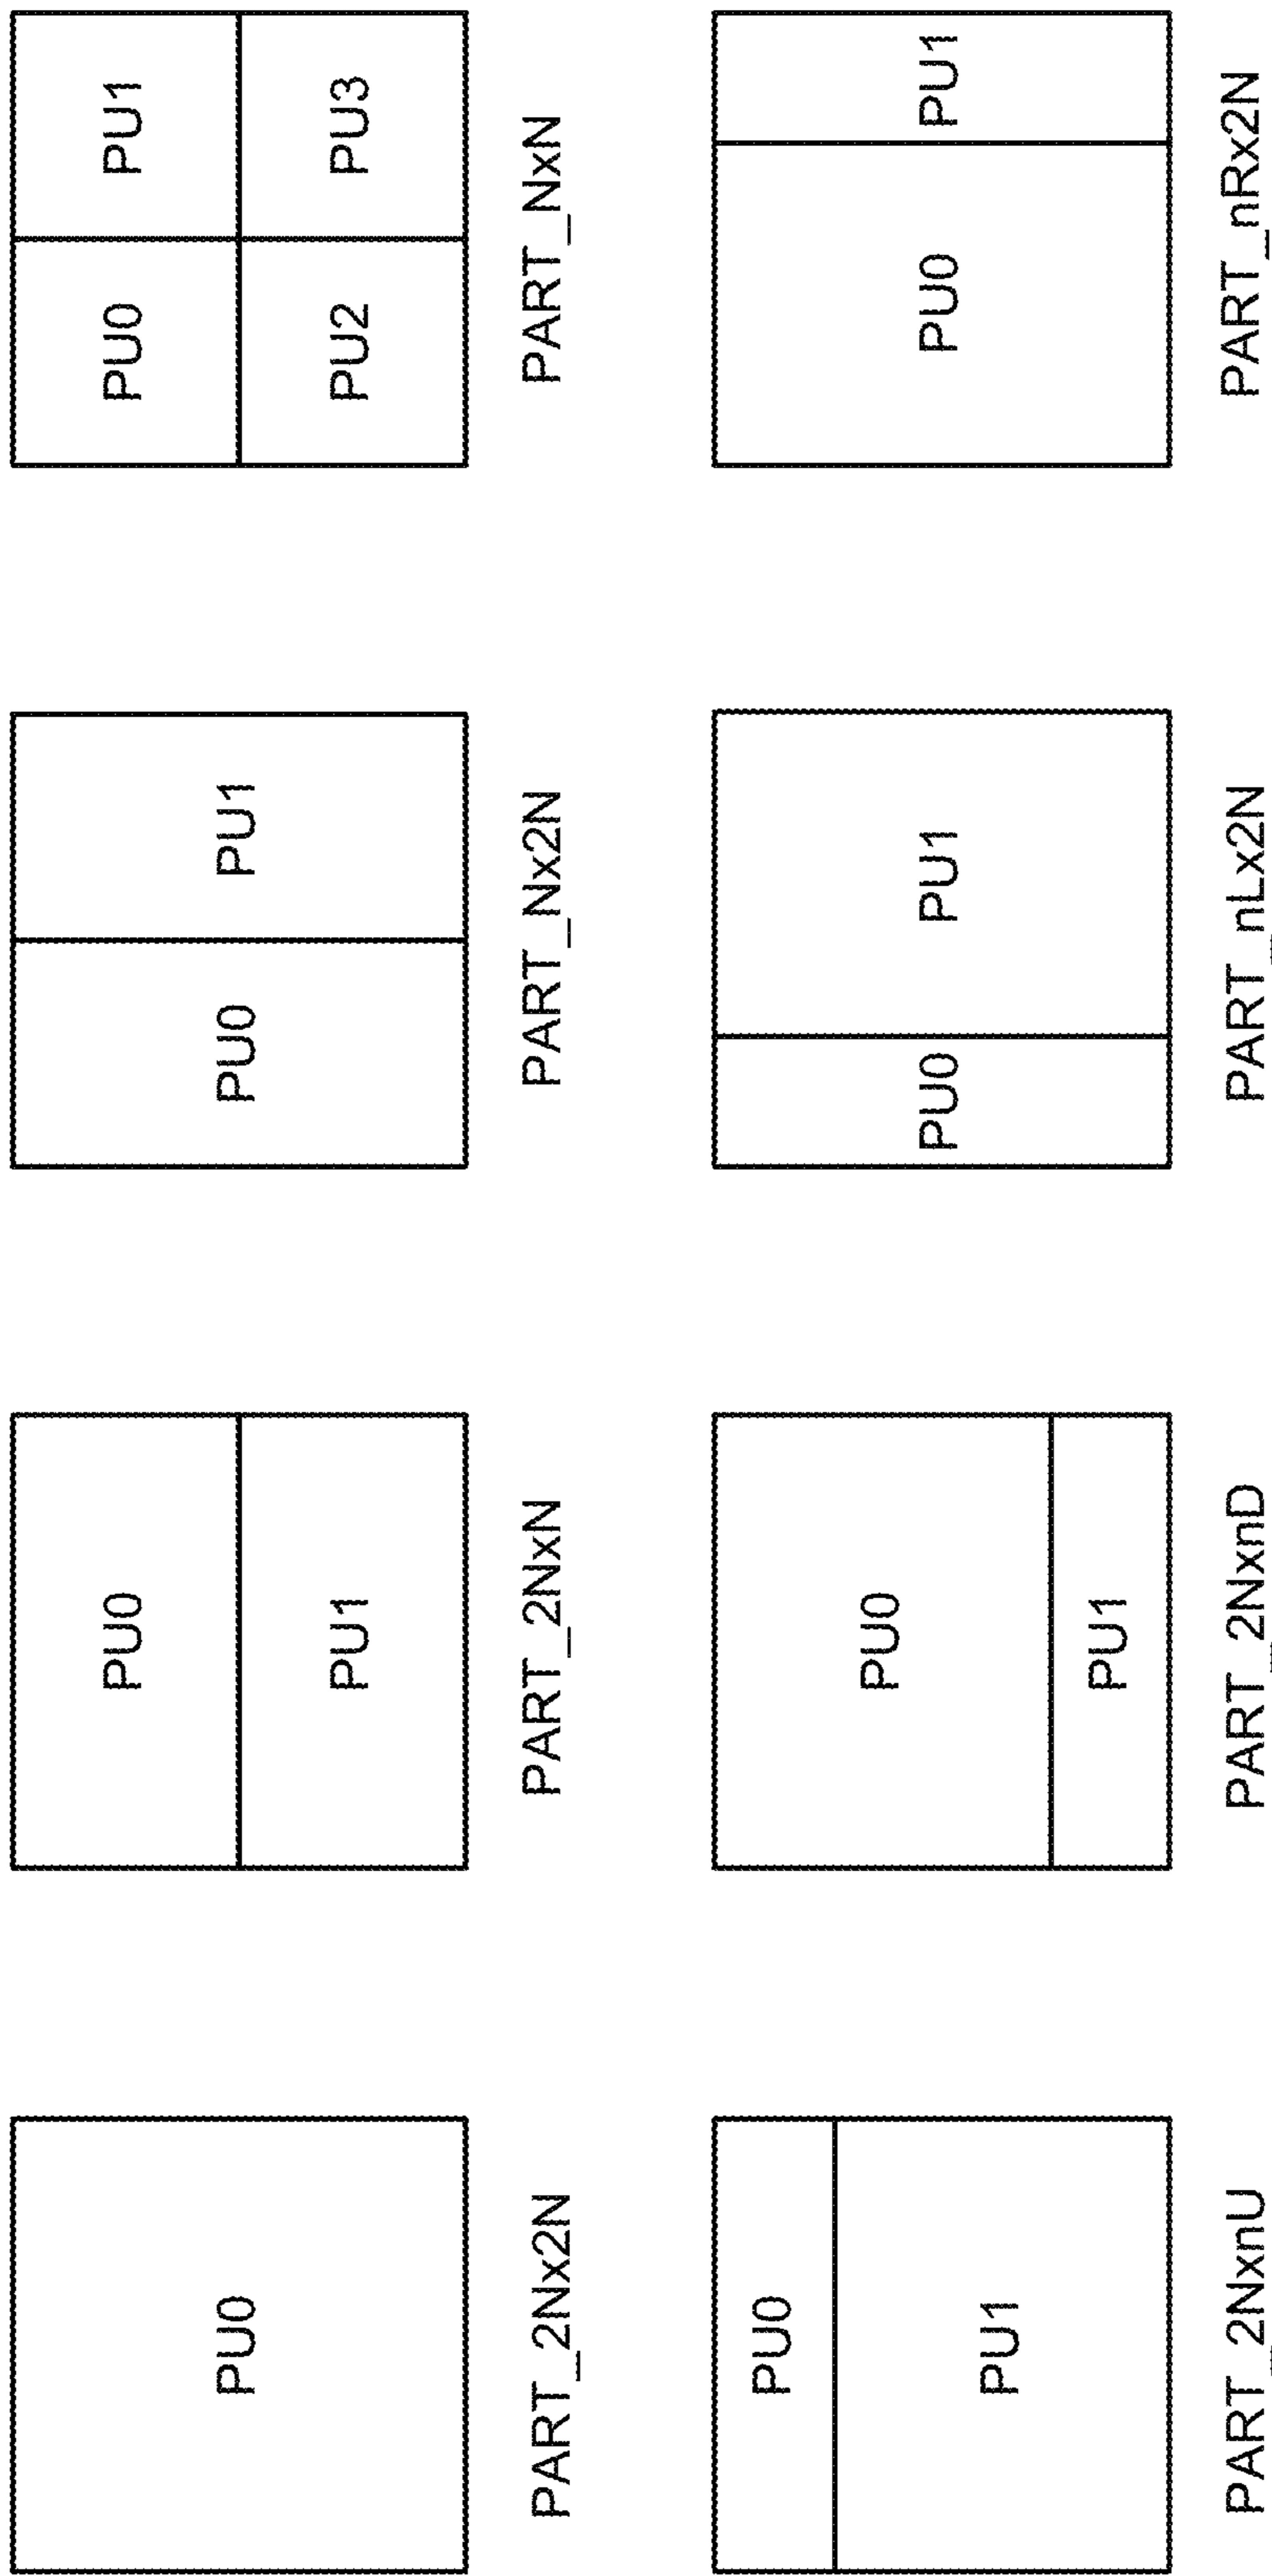 PU0
PART_2Nx2N
PU0
PU1
PART_2NxN
PU0 PU1
PART_Nx2N
PU0 PU1
PU2 PU3
PART_NxN
PU0
PU1
PART_2NxnU
PU0
PU1
PART_2NxnD
PU0 PU1
PART_nLx2N
PU0 PU1
PART_nRx2N